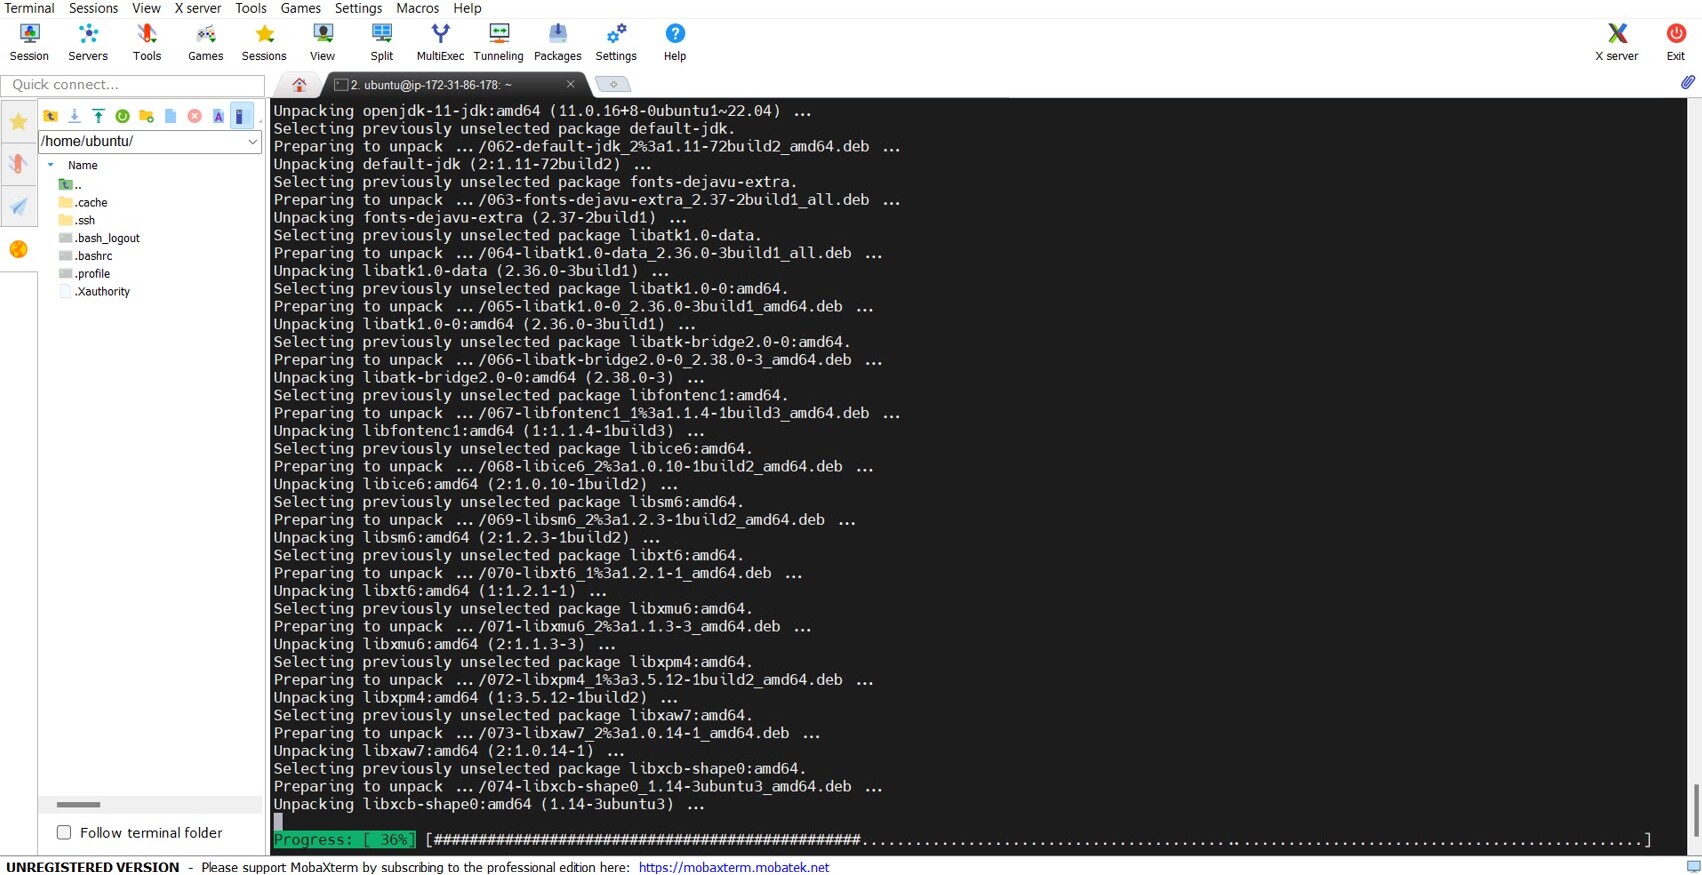 Terminal Sessions View X server Tools Games Settings Macros Help
Session Servers Tools Games Sessions View Split MultiExec Tunneling Packages Settings Help X server Exit
Quick connect...
2. ubuntu@ip-172-31-86-178: ~
/home/ubuntu/
Name
..
.cache
.ssh
.bash_logout
.bashrc
.profile
.Xauthority
Follow terminal folder
Unpacking openjdk-11-jdk:amd64 (11.0.16+8-0ubuntu1~22.04) ...
Selecting previously unselected package default-jdk.
Preparing to unpack .../062-default-jdk_2%3a1.11-72build2_amd64.deb ...
Unpacking default-jdk (2:1.11-72build2) ...
Selecting previously unselected package fonts-dejavu-extra.
Preparing to unpack .../063-fonts-dejavu-extra_2.37-2build1_all.deb ...
Unpacking fonts-dejavu-extra (2.37-2build1) ...
Selecting previously unselected package libatk1.0-data.
Preparing to unpack .../064-libatk1.0-data_2.36.0-3build1_all.deb ...
Unpacking libatk1.0-data (2.36.0-3build1) ...
Selecting previously unselected package libatk1.0-0:amd64.
Preparing to unpack .../065-libatk1.0-0_2.36.0-3build1_amd64.deb ...
Unpacking libatk1.0-0:amd64 (2.36.0-3build1) ...
Selecting previously unselected package libatk-bridge2.0-0:amd64.
Preparing to unpack .../066-libatk-bridge2.0-0_2.38.0-3_amd64.deb ...
Unpacking libatk-bridge2.0-0:amd64 (2.38.0-3) ...
Selecting previously unselected package libfontenc1:amd64.
Preparing to unpack .../067-libfontenc1_1%3a1.1.4-1build3_amd64.deb ...
Unpacking libfontenc1:amd64 (1:1.1.4-1build3) ...
Selecting previously unselected package libice6:amd64.
Preparing to unpack .../068-libice6_2%3a1.0.10-1build2_amd64.deb ...
Unpacking libice6:amd64 (2:1.0.10-1build2) ...
Selecting previously unselected package libsm6:amd64.
Preparing to unpack .../069-libsm6_2%3a1.2.3-1build2_amd64.deb ...
Unpacking libsm6:amd64 (2:1.2.3-1build2) ...
Selecting previously unselected package libxt6:amd64.
Preparing to unpack .../070-libxt6_1%3a1.2.1-1_amd64.deb ...
Unpacking libxt6:amd64 (1:1.2.1-1) ...
Selecting previously unselected package libxmu6:amd64.
Preparing to unpack .../071-libxmu6_2%3a1.1.3-3_amd64.deb ...
Unpacking libxmu6:amd64 (2:1.1.3-3) ...
Selecting previously unselected package libxpm4:amd64.
Preparing to unpack .../072-libxpm4_1%3a3.5.12-1build2_amd64.deb ...
Unpacking libxpm4:amd64 (1:3.5.12-1build2) ...
Selecting previously unselected package libxaw7:amd64.
Preparing to unpack .../073-libxaw7_2%3a1.0.14-1_amd64.deb ...
Unpacking libxaw7:amd64 (2:1.0.14-1) ...
Selecting previously unselected package libxcb-shape0:amd64.
Preparing to unpack .../074-libxcb-shape0_1.14-3ubuntu3_amd64.deb ...
Unpacking libxcb-shape0:amd64 (1.14-3ubuntu3) ...
Progress: [ 36%] [################################################........................................................................................]
UNREGISTERED VERSION - Please support MobaXterm by subscribing to the professional edition here: https://mobaxterm.mobatek.net